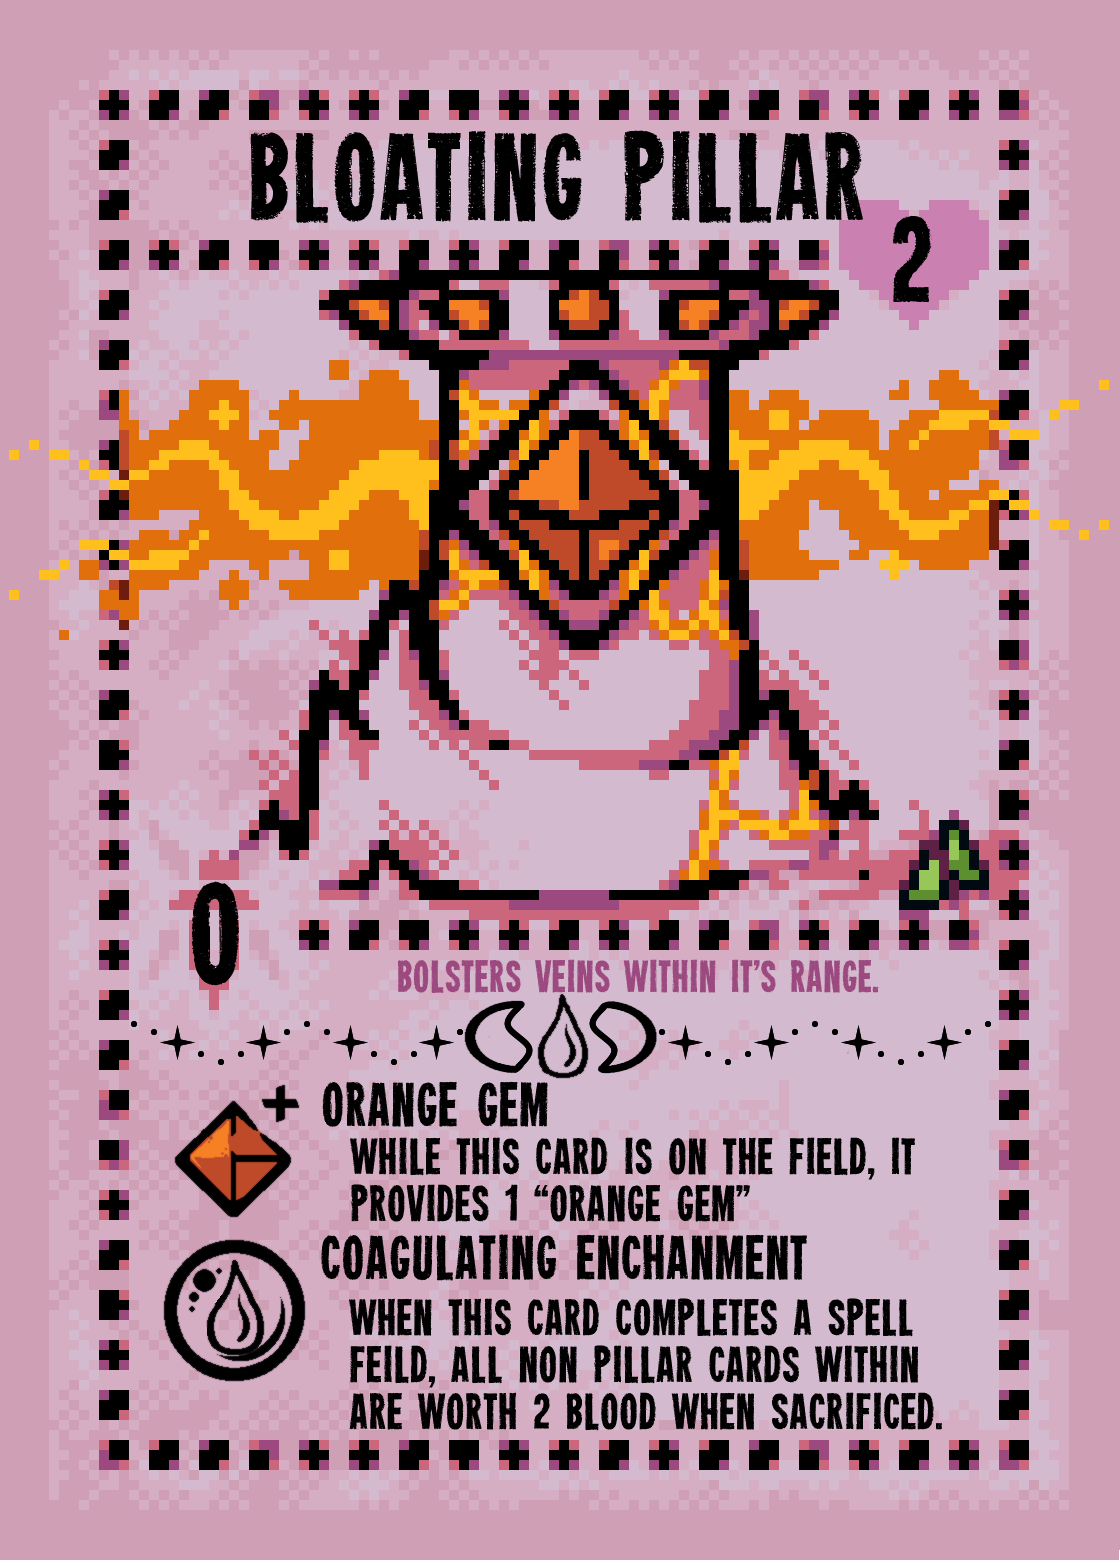 BLOATING PILLAR
2
0
BOLSTERS VEINS WITHIN IT'S RANGE.
+ ORANGE GEM
WHILE THIS CARD IS ON THE FIELD, IT
PROVIDES 1 “ORANGE GEM”
COAGULATING ENCHANMENT
WHEN THIS CARD COMPLETES A SPELL
FEILD, ALL NON PILLAR CARDS WITHIN
ARE WORTH 2 BLOOD WHEN SACRIFICED.